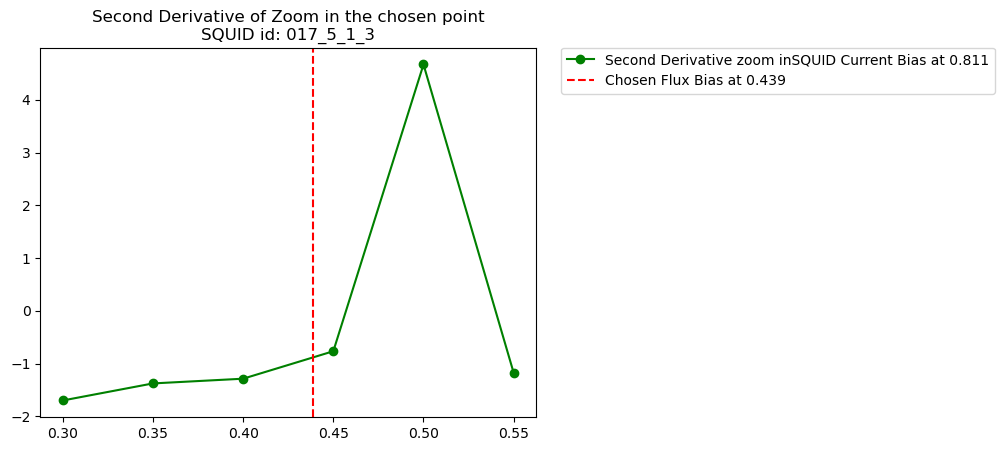 Second Derivative of Zoom in the chosen point
SQUID id: 017_5_1_3
Second Derivative zoom inSQUID Current Bias at 0.811
Chosen Flux Bias at 0.439
4
3
2
1
0
−1
−2
0.30 0.35 0.40 0.45 0.50 0.55